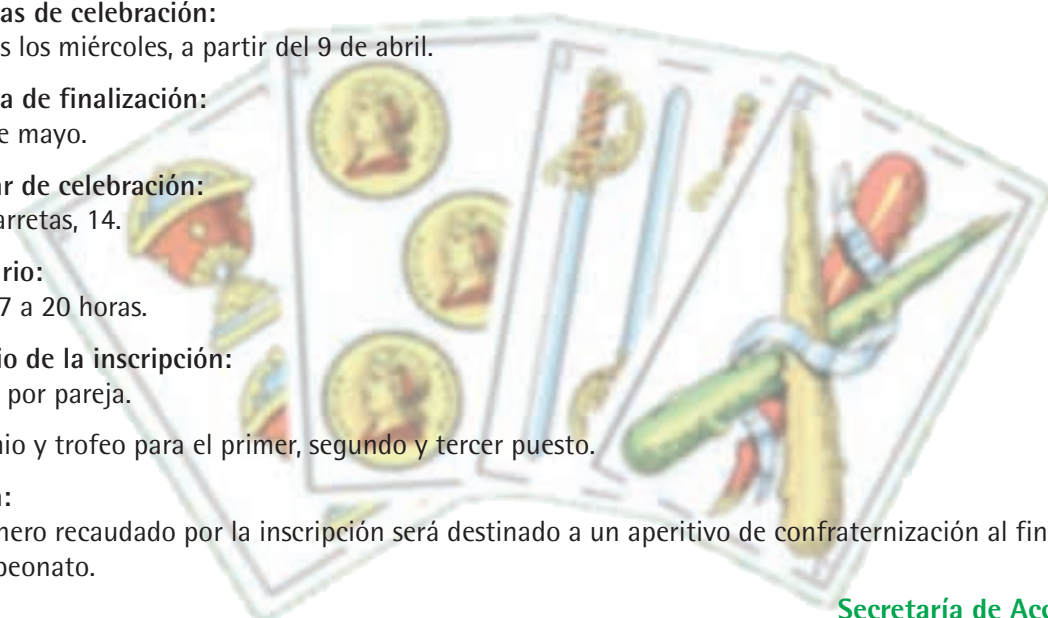 as de celebración:
s los miércoles, a partir del 9 de abril.
a de finalización:
e mayo.
ar de celebración:
arretas, 14.
rio:
7 a 20 horas.
io de la inscripción:
por pareja.
nio y trofeo para el primer, segundo y tercer puesto.
:
nero recaudado por la inscripción será destinado a un aperitivo de confraternización al fin
peonato.
Secretaría de Acc